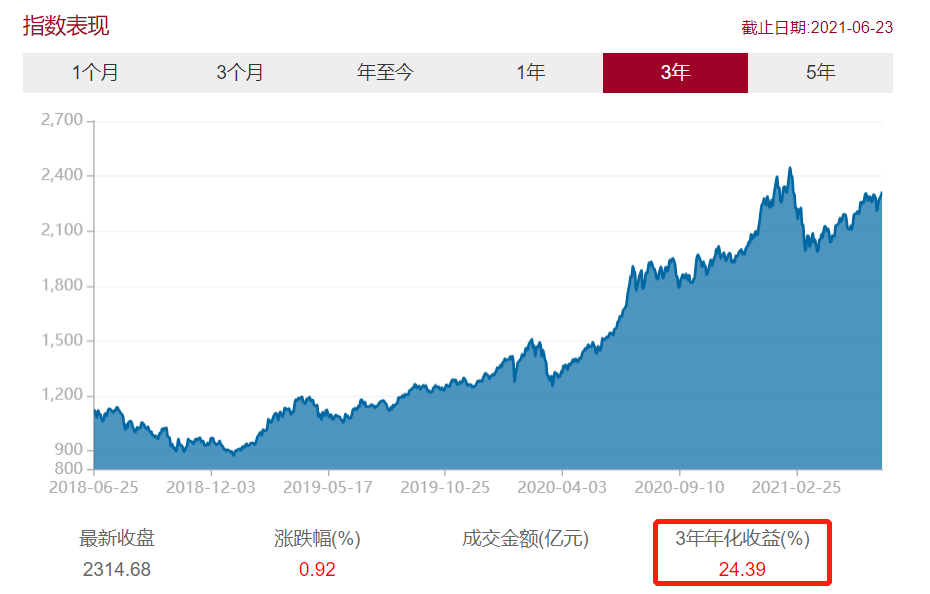 指数表现
截止日期:2021-06-23
1个月 3个月 年至今 1年 3年 5年
2,700
2,400
2,100
1,800
1,500
1,200
900
800
2018-06-25 2018-12-03 2019-05-17 2019-10-25 2020-04-03 2020-09-10 2021-02-25
最新收盘 涨跌幅(%) 成交金额(亿元) 3年年化收益(%)
2314.68 0.92 24.39